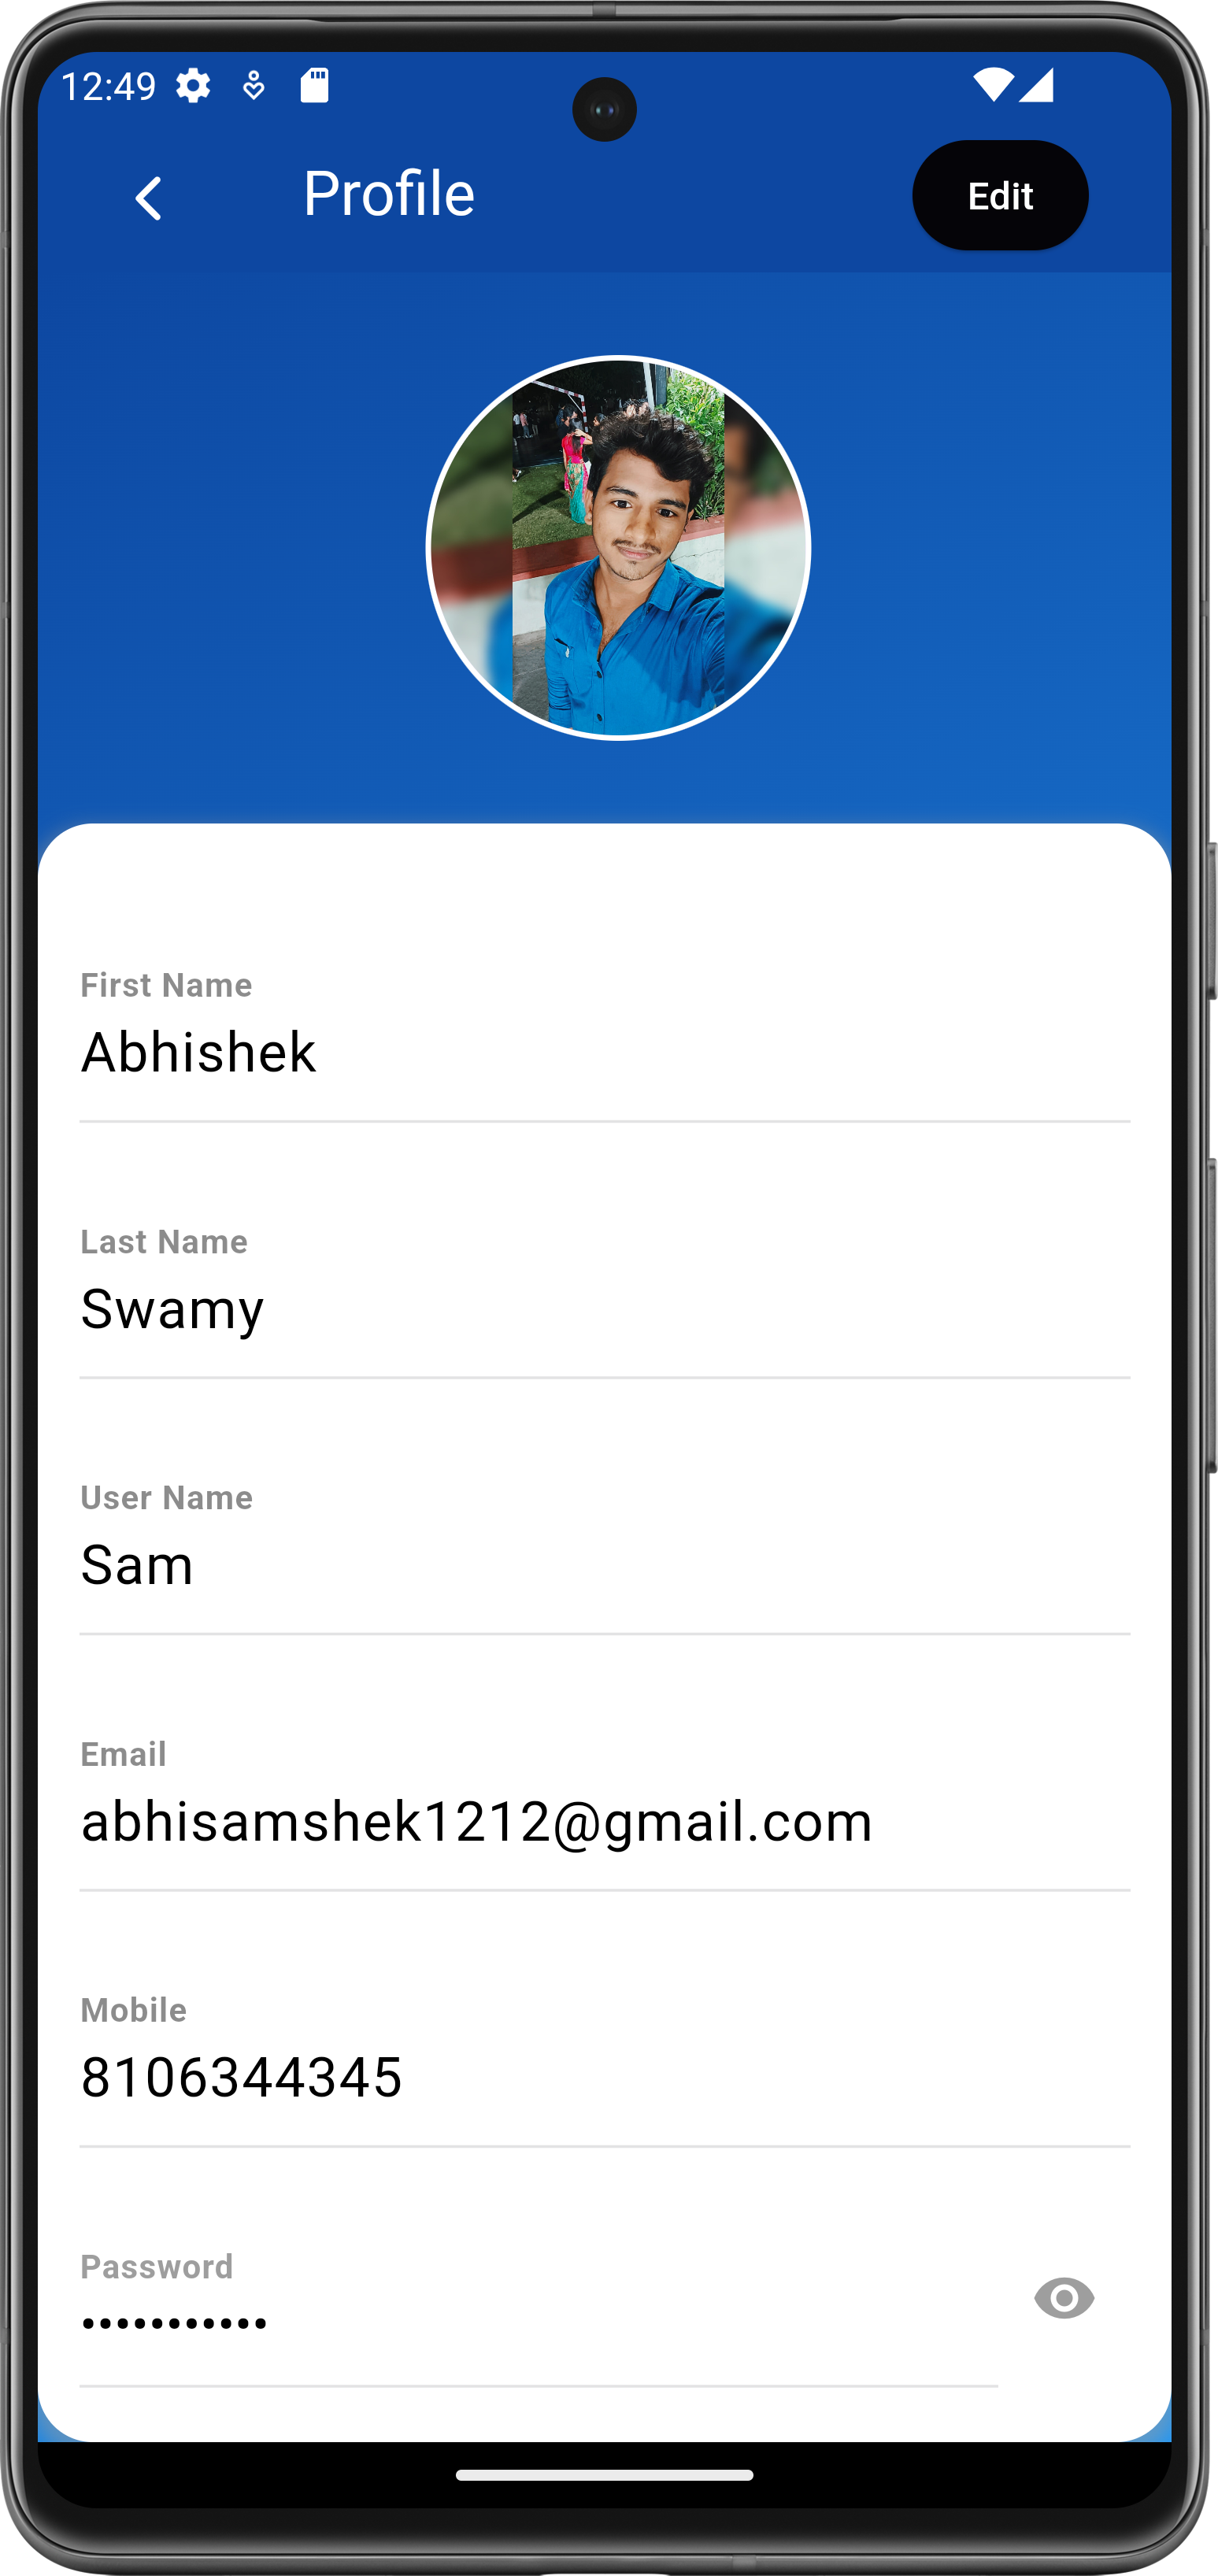 12:49
Profile
Edit
First Name
Abhishek
Last Name
Swamy
User Name
Sam
Email
abhisamshek1212@gmail.com
Mobile
8106344345
Password
•••••••••••